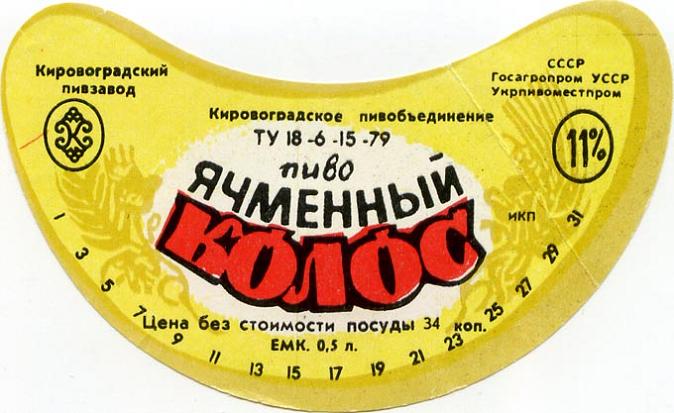 Кировоградский
пивзавод
СССР
Госагропром УССР
Укрпивоместпром
Кировоградское пивобъединение
ТУ 18-6-15-79
11%
пиво
ЯЧМЕННЫЙ
КОЛОС
ИКП
1 3 5 7 9 11 13 15 17 19 21 23 25 27 29 31
Цена без стоимости посуды 34 коп.
ЕМК. 0,5 л.